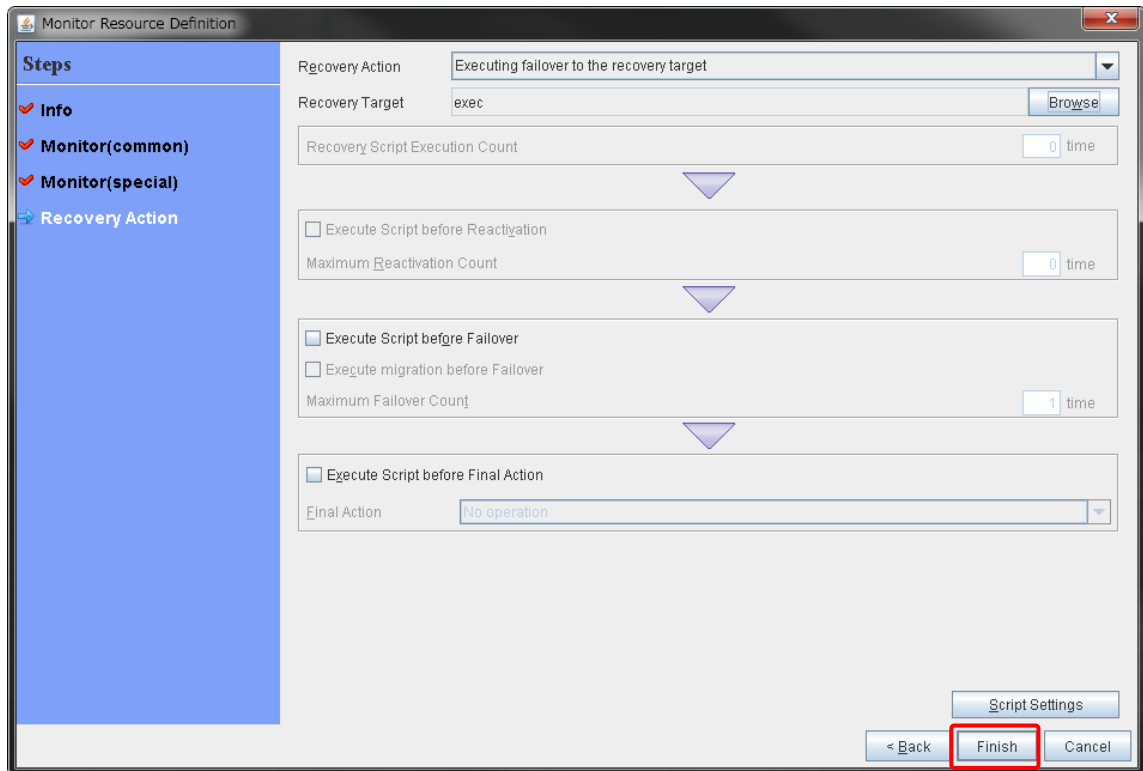 Monitor Resource Definition
Steps
Info
Monitor(common)
Monitor(special)
Recovery Action
Recovery Action
Executing failover to the recovery target
Recovery Target
exec
Browse
Recovery Script Execution Count
0 time
Execute Script before Reactivation
Maximum Reactivation Count
0 time
Execute Script before Failover
Execute migration before Failover
Maximum Failover Count
1 time
Execute Script before Final Action
Final Action
No operation
Script Settings
< Back
Finish
Cancel